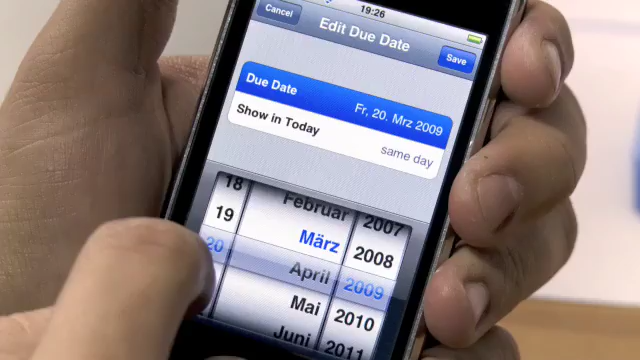 19:26
Cancel
Edit Due Date
Save
Due Date
Fr, 20. Mrz 2009
Show in Today
same day
18 Februar 2007
19 März 2008
20 April 2009
Mai 2010
Juni 2011